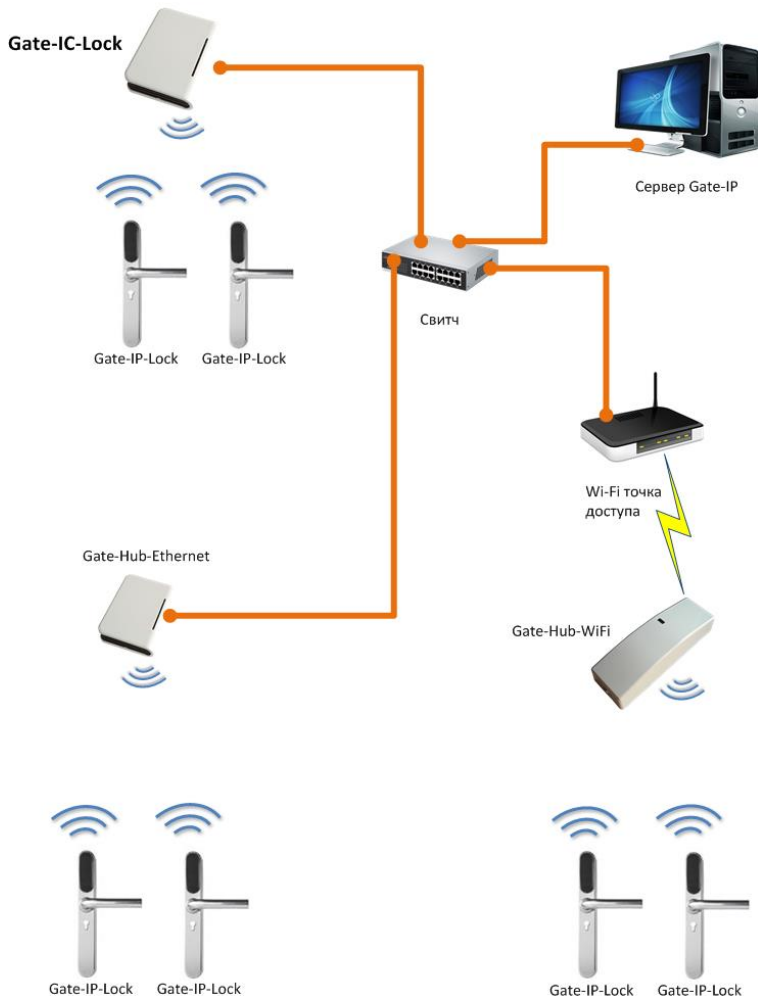 Gate-IC-Lock
Сервер Gate-IP
Свитч
Gate-IP-Lock
Gate-IP-Lock
Wi-Fi точка
доступа
Gate-Hub-Ethernet
Gate-Hub-WiFi
Gate-IP-Lock
Gate-IP-Lock
Gate-IP-Lock
Gate-IP-Lock